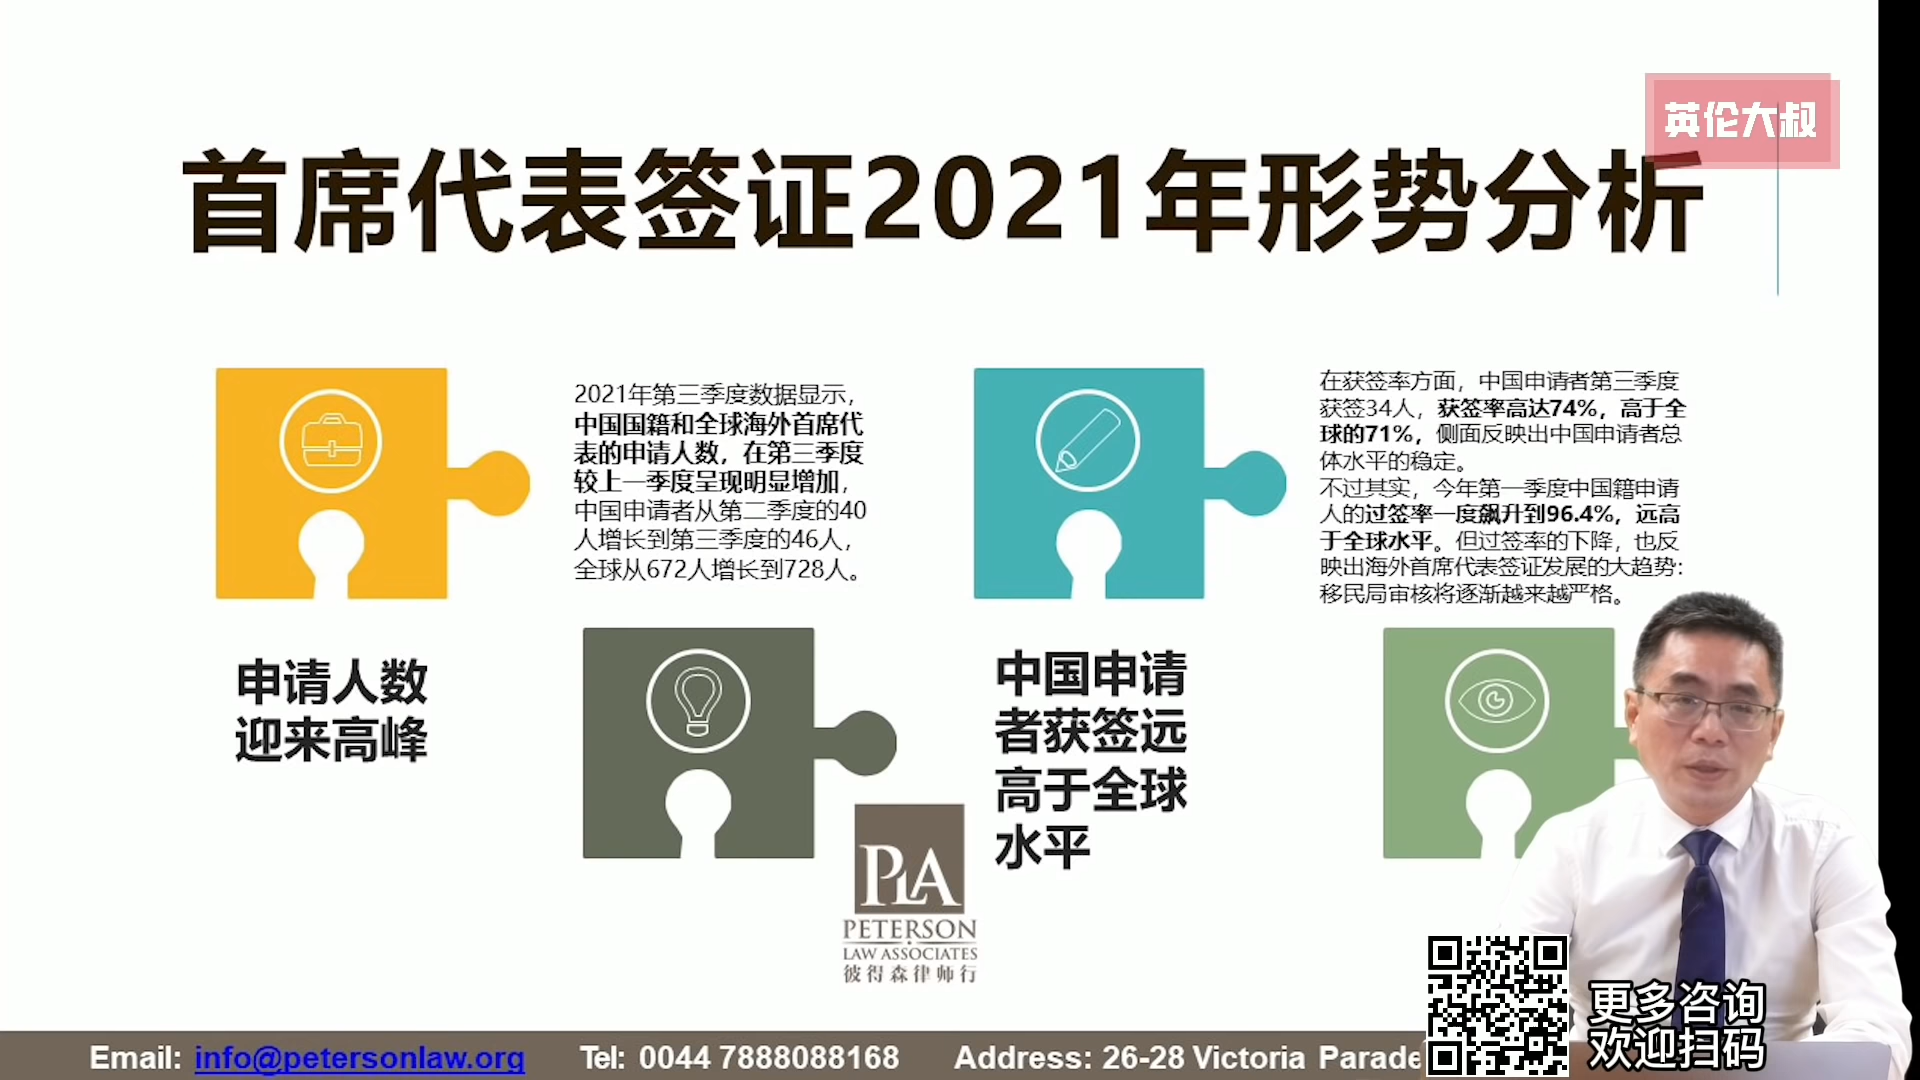 英伦大叔
首席代表签证2021年形势分析
2021年第三季度数据显示，
中国国籍和全球海外首席代
表的申请人数，在第三季度
较上一季度呈现明显增加，
中国申请者从第二季度的40
人增长到第三季度的46人，
全球从672人增长到728人。
在获签率方面，中国申请者第三季度
获签34人，获签率高达74%，高于全
球的71%，侧面反映出中国申请者总
体水平的稳定。
不过其实，今年第一季度中国籍申请
人的过签率一度飙升到96.4%，远高
于全球水平。但过签率的下降，也反
映出海外首席代表签证发展的大趋势：
移民局审核将逐渐越来越严格。
申请人数
迎来高峰
中国申请
者获签远
高于全球
水平
PLA
PETERSON
LAW ASSOCIATES
彼得森律师行
更多咨询
欢迎扫码
Email: info@petersonlaw.org Tel: 0044 7888088168 Address: 26-28 Victoria Parade